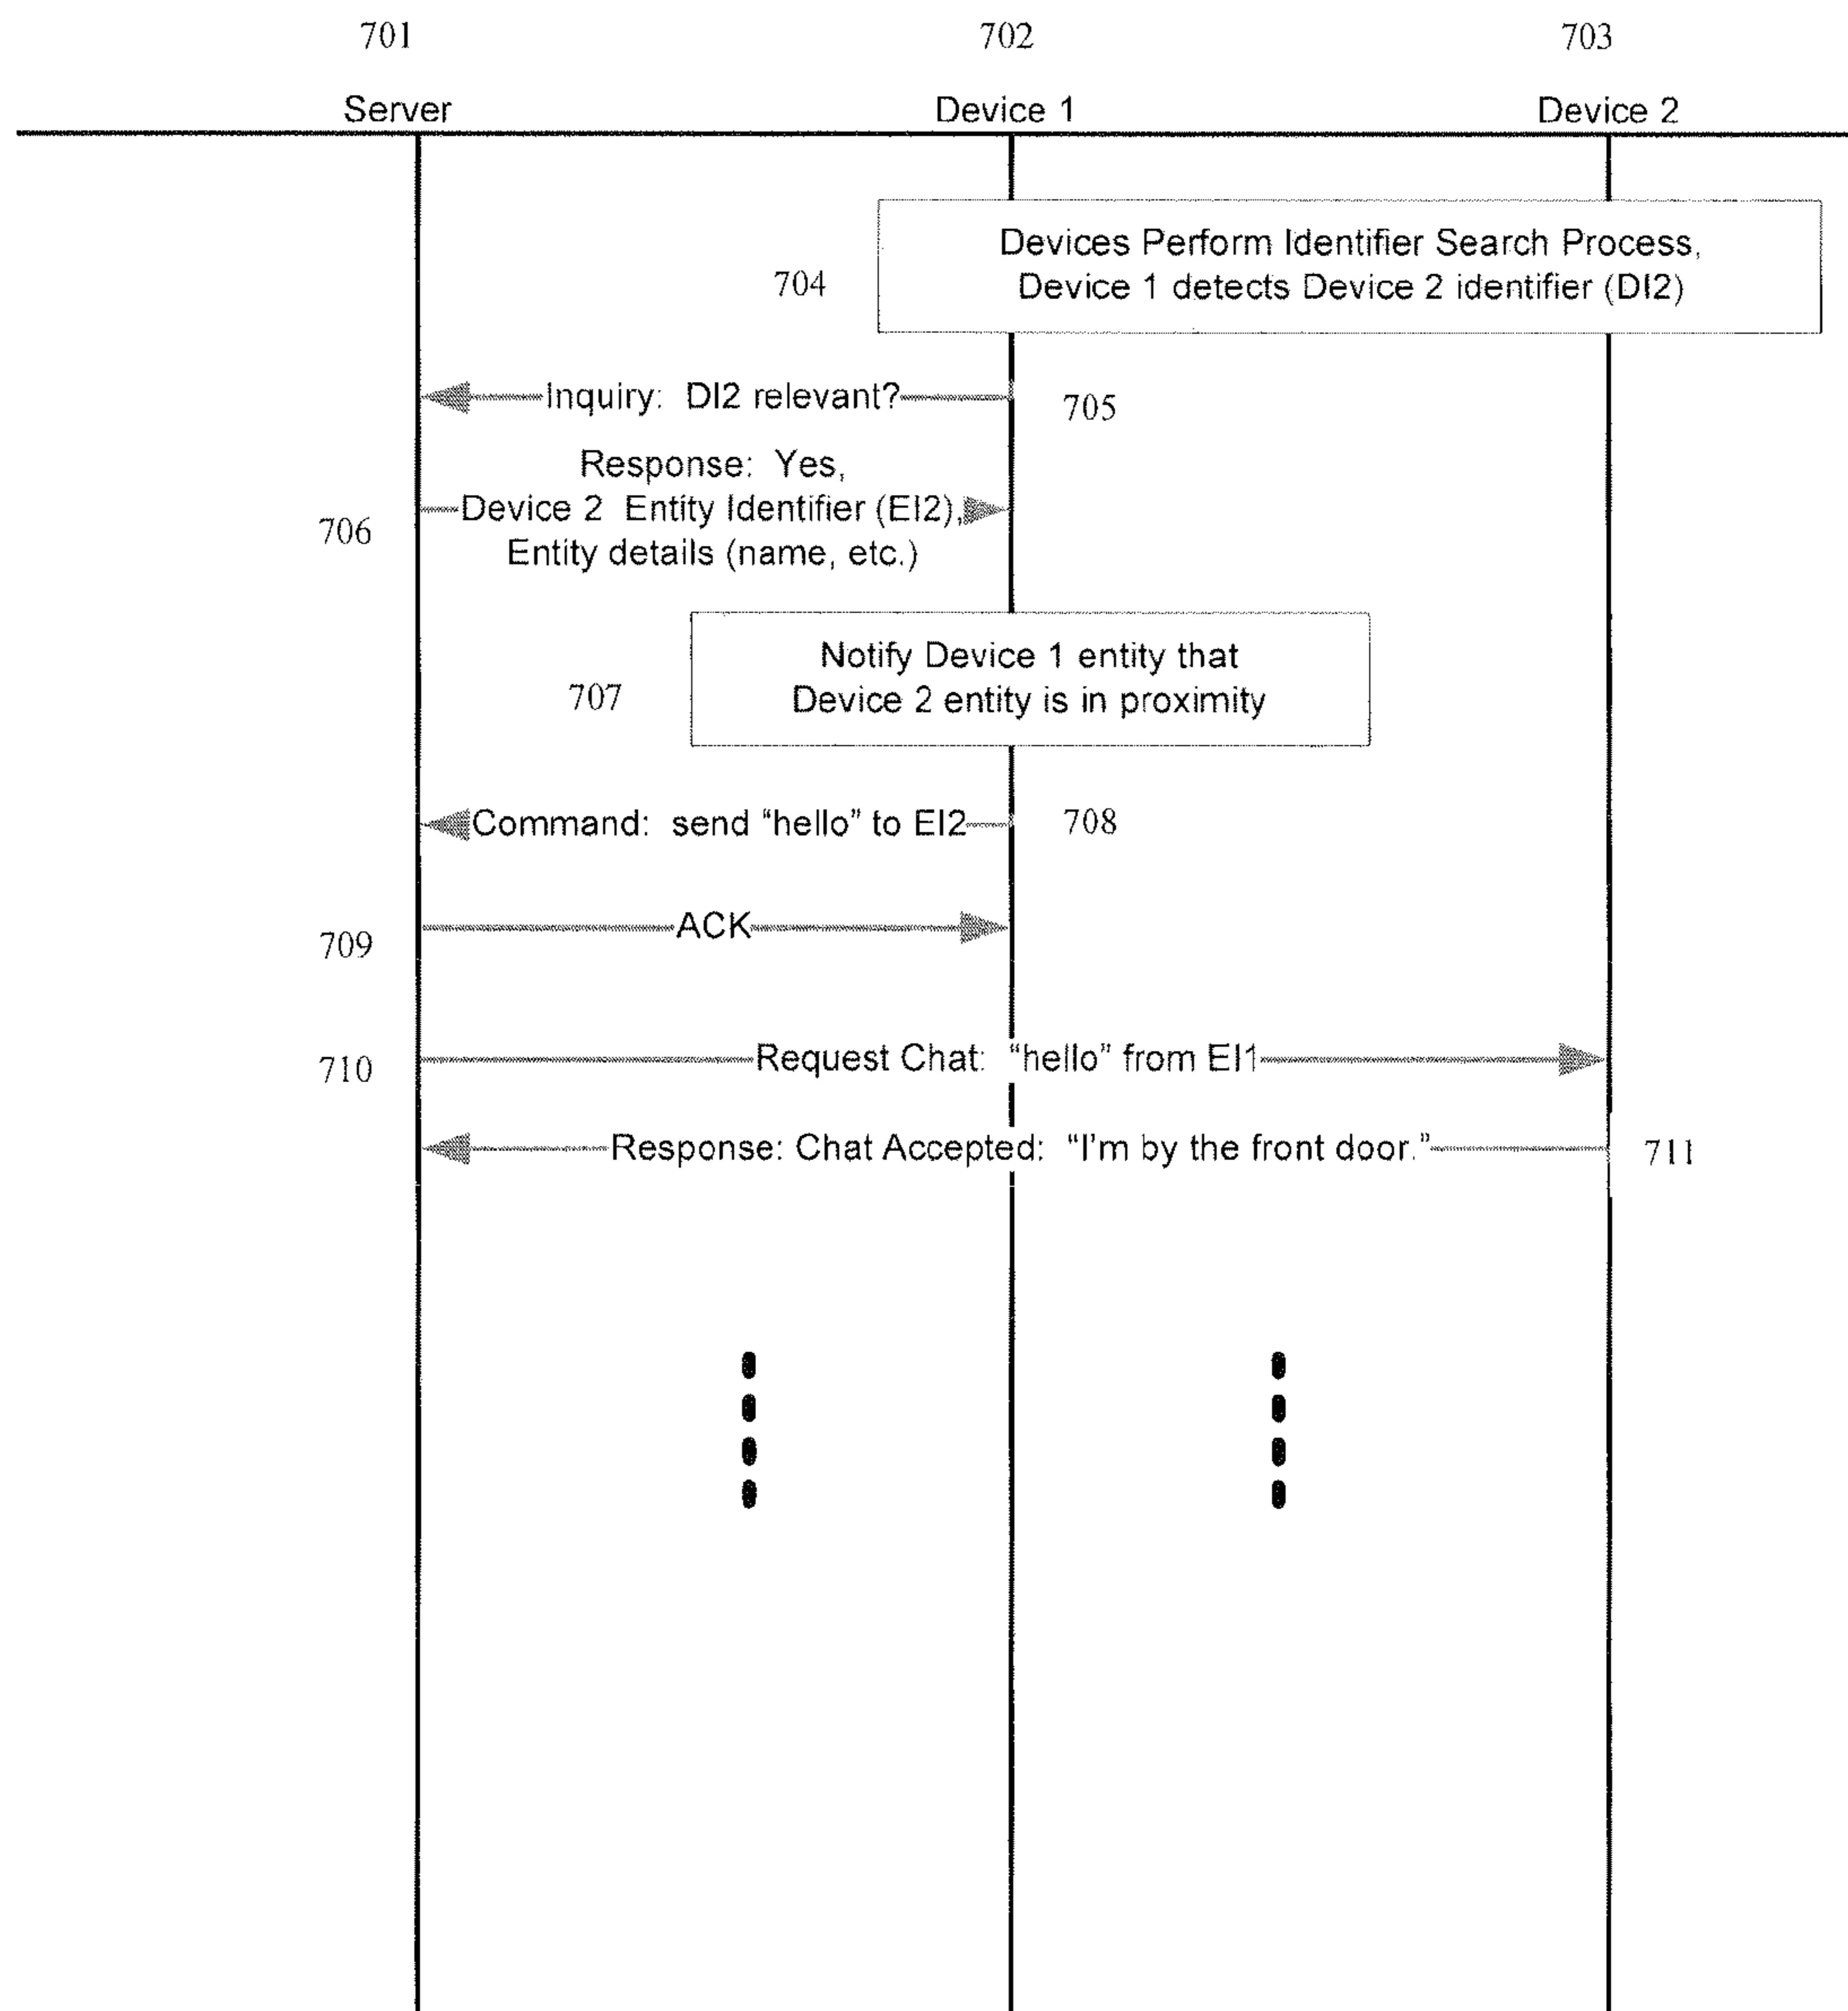 701
702
703
Server
Device 1
Device 2
Devices Perform Identifier Search Process,
Device 1 detects Device 2 identifier (DI2)
704
Inquiry: DI2 relevant?
705
Response: Yes,
Device 2 Entity Identifier (EI2),
Entity details (name, etc.)
706
Notify Device 1 entity that
Device 2 entity is in proximity
707
Command: send “hello” to EI2
708
ACK
709
Request Chat: “hello” from EI1
710
Response: Chat Accepted: “I'm by the front door.”
711